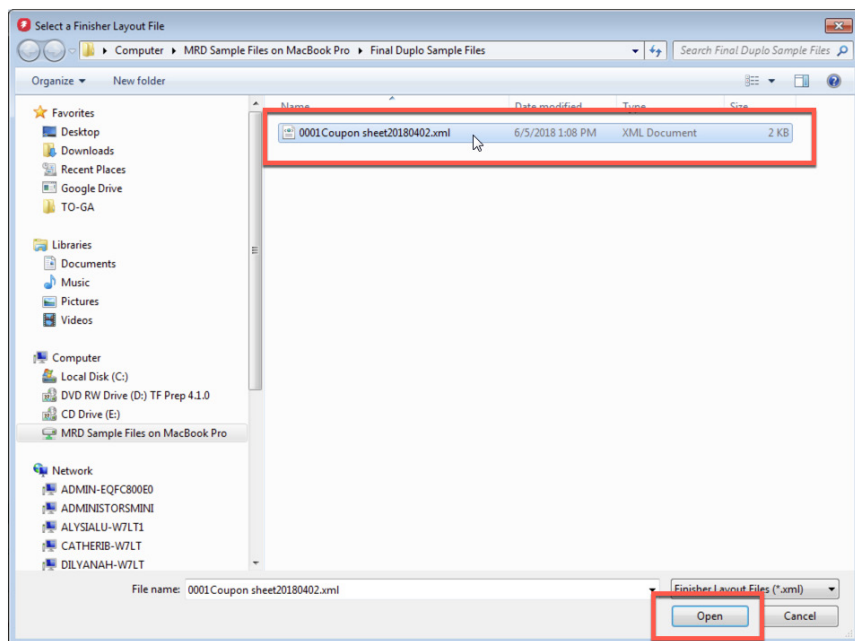 Select a Finisher Layout File
Computer MRD Sample Files on MacBook Pro Final Duplo Sample Files Search Final Duplo Sample Files
Organize New folder
Name Date modified Type Size
0001Coupon sheet20180402.xml 6/5/2018 1:08 PM XML Document 2 KB
Favorites
Desktop
Downloads
Recent Places
Google Drive
TO-GA
Libraries
Documents
Music
Pictures
Videos
Computer
Local Disk (C:)
DVD RW Drive (D:) TF Prep 4.1.0
CD Drive (E:)
MRD Sample Files on MacBook Pro
Network
ADMIN-EQFC800E0
ADMINISTORSMINI
ALYSIALU-W7LT1
CATHERIB-W7LT
DILYANAH-W7LT
File name: 0001Coupon sheet20180402.xml Finisher Layout Files (*.xml)
Open Cancel